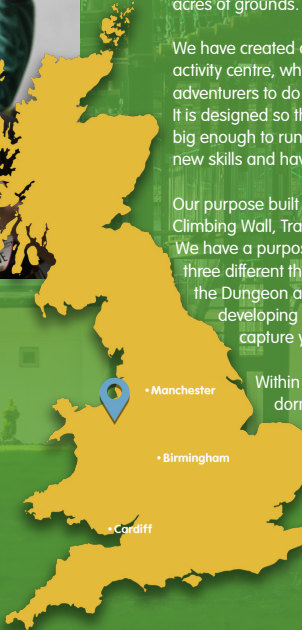 acres of grounds.
We have created
activity centre, wh
adventurers to do
It is designed so th
big enough to run
new skills and hav
Our purpose built
Climbing Wall, Tra
We have a purpos
three different th
the Dungeon a
developing
capture y
Within
dorr
• Manchester
• Birmingham
• Cardiff